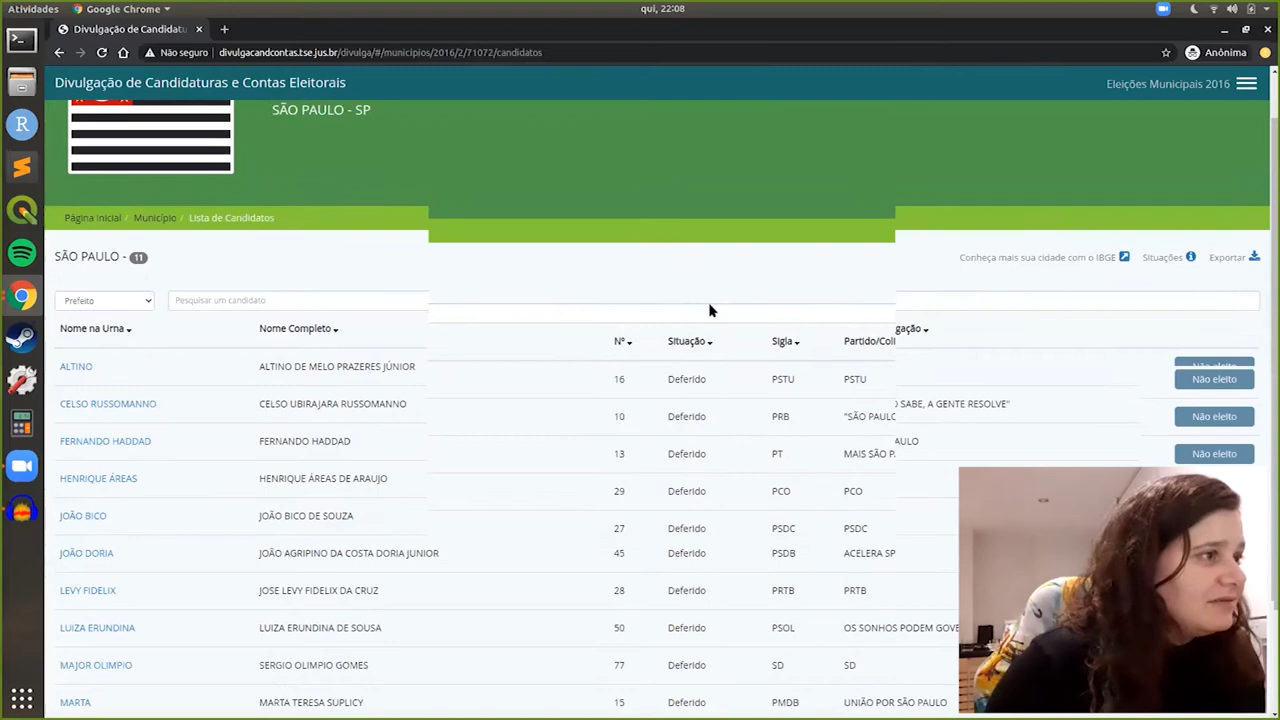 Atividades Google Chrome qui, 22:08
Divulgação de Candidatu
Não seguro divulgacandcontas.tse.jus.br/divulga/#/municipios/2016/2/71072/candidatos Anônima
Divulgação de Candidaturas e Contas Eleitorais Eleições Municipais 2016
SÃO PAULO - SP
Página Inicial / Município / Lista de Candidatos
SÃO PAULO - 11 Conheça mais sua cidade com o IBGE Situações Exportar
Prefeito Pesquisar um candidato
Nome na Urna Nome Completo Nº Situação Sigla Partido/Coli gação
ALTINO ALTINO DE MELO PRAZERES JÚNIOR 16 Deferido PSTU PSTU Não eleito
CELSO RUSSOMANNO CELSO UBIRAJARA RUSSOMANNO 10 Deferido PRB "SÃO PAULO SABE, A GENTE RESOLVE" Não eleito
FERNANDO HADDAD FERNANDO HADDAD 13 Deferido PT MAIS SÃO PAULO Não eleito
HENRIQUE ÁREAS HENRIQUE ÁREAS DE ARAUJO 29 Deferido PCO PCO
JOÃO BICO JOÃO BICO DE SOUZA 27 Deferido PSDC PSDC
JOÃO DORIA JOÃO AGRIPINO DA COSTA DORIA JUNIOR 45 Deferido PSDB ACELERA SP
LEVY FIDELIX JOSE LEVY FIDELIX DA CRUZ 28 Deferido PRTB PRTB
LUIZA ERUNDINA LUIZA ERUNDINA DE SOUSA 50 Deferido PSOL OS SONHOS PODEM GOVE
MAJOR OLIMPIO SERGIO OLIMPIO GOMES 77 Deferido SD SD
MARTA MARTA TERESA SUPLICY 15 Deferido PMDB UNIÃO POR SÃO PAULO